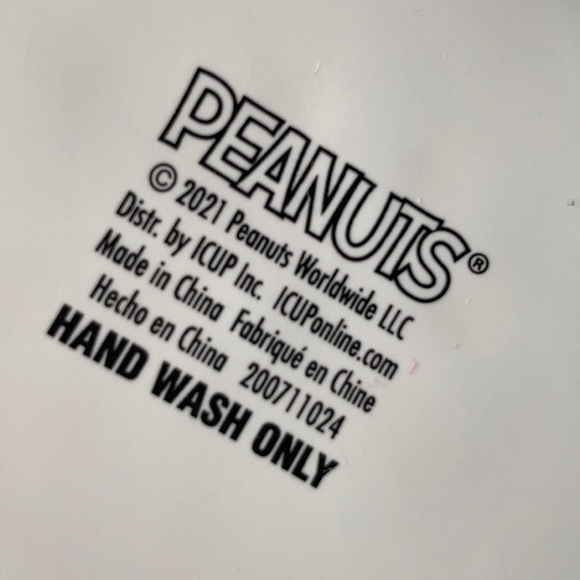 PEANUTS®
© 2021 Peanuts Worldwide LLC
Distr. by ICUP Inc. ICUPonline.com
Made in China Fabriqué en Chine
Hecho en China 200711024
HAND WASH ONLY